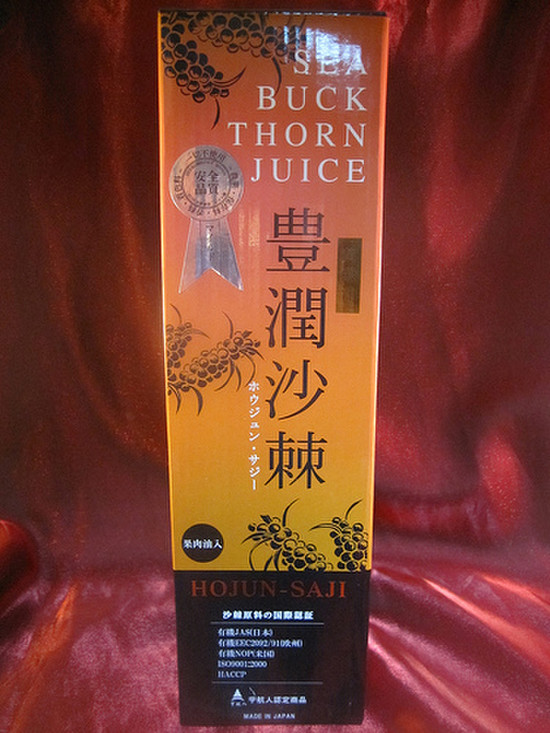 SEA
BUCK
THORN
JUICE
安全
品質
豊潤沙棘
ホウジュン・サジー
果肉油入
HOJUN-SAJI
沙棘原料の国際認証
有機JAS(日本)
有機EEC2092/91(欧州)
有機NOP(米国)
ISO9001:2000
HACCP
宇航人認定商品
MADE IN JAPAN